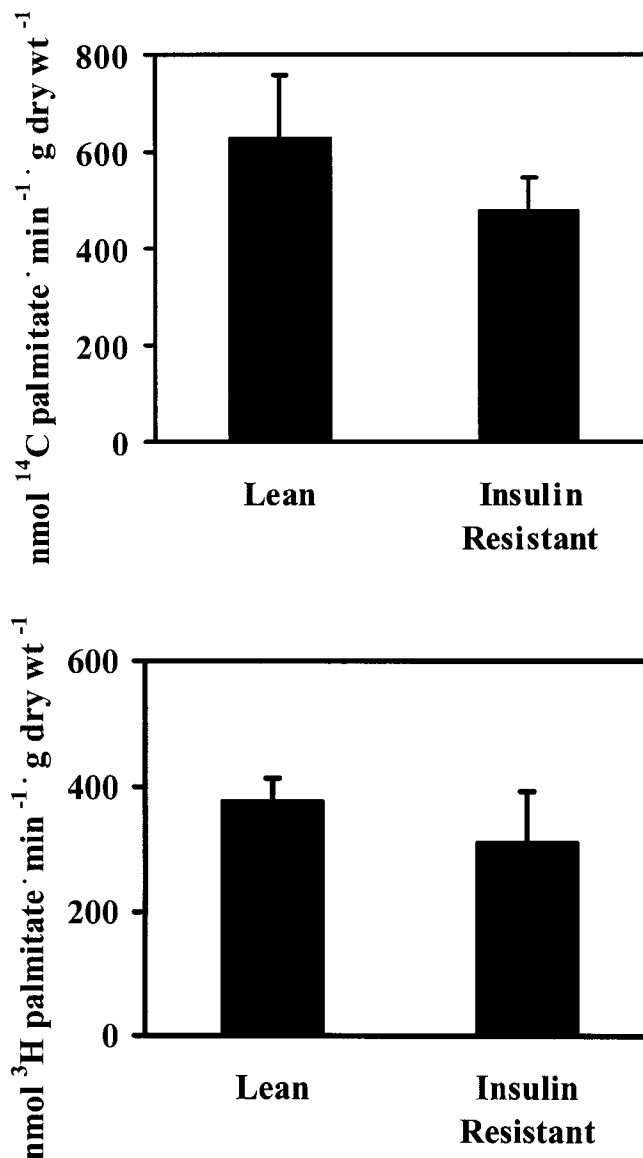 nmol ¹⁴C palmitate · min⁻¹ · g dry wt⁻¹
800
600
400
200
0
Lean
Insulin
Resistant
nmol ³H palmitate · min⁻¹ · g dry wt⁻¹
600
400
200
0
Lean
Insulin
Resistant